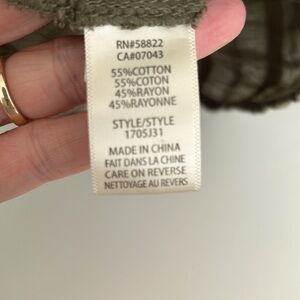 RN#58822
CA#07043
55%COTTON
55%COTON
45%RAYON
45%RAYONNE
STYLE/STYLE
1705J31
MADE IN CHINA
FAIT DANS LA CHINE
CARE ON REVERSE
NETTOYAGE AU REVERS